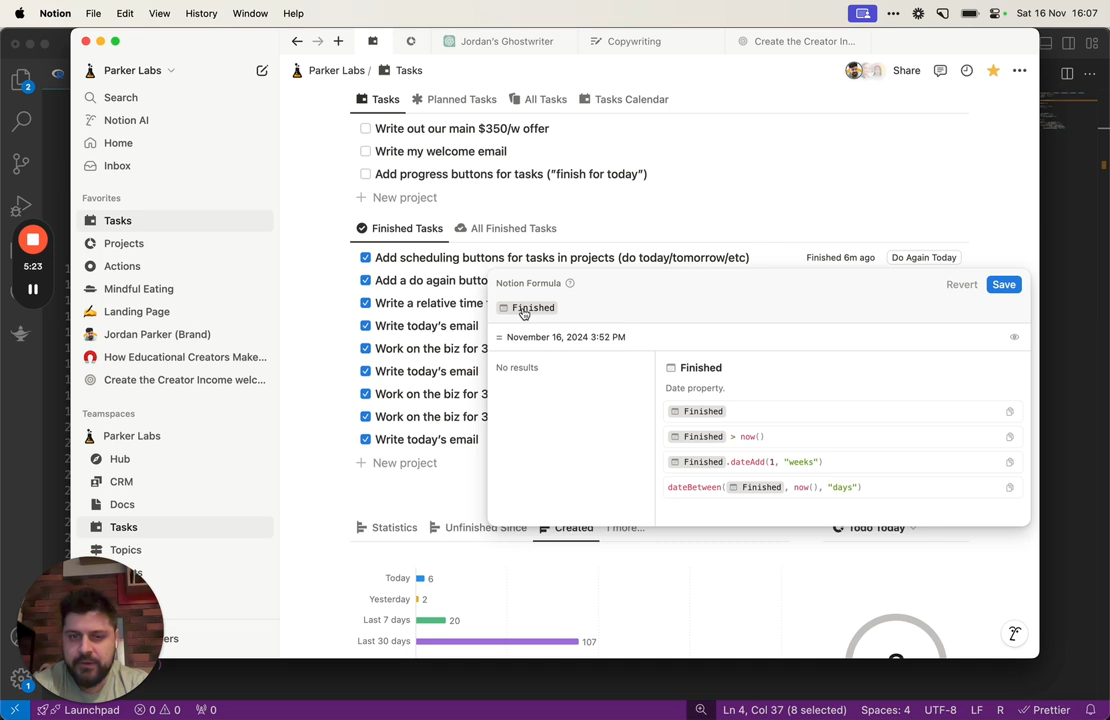 Notion File Edit View History Window Help
Sat 16 Nov 16:07
Jordan's Ghostwriter
Copywriting
Create the Creator In...
Parker Labs
Parker Labs / Tasks
Share
2
Search
Notion AI
Home
Inbox
Favorites
Tasks
Projects
Actions
Mindful Eating
Landing Page
Jordan Parker (Brand)
How Educational Creators Make...
Create the Creator Income welc...
Teamspaces
Parker Labs
Hub
CRM
Docs
Tasks
Topics
5:23
Tasks Planned Tasks All Tasks Tasks Calendar
Write out our main $350/w offer
Write my welcome email
Add progress buttons for tasks (”finish for today”)
New project
Finished Tasks All Finished Tasks
Add scheduling buttons for tasks in projects (do today/tomorrow/etc)
Finished 6m ago Do Again Today
Add a do again butto
Write a relative time
Write today’s email
Work on the biz for 3
Write today’s email
Work on the biz for 3
Work on the biz for 3
Write today’s email
New project
Notion Formula
Revert Save
Finished
= November 16, 2024 3:52 PM
No results
Finished
Date property.
Finished
Finished > now()
Finished .dateAdd(1, "weeks")
dateBetween( Finished , now(), "days")
Statistics Unfinished Since Created 1 more...
Todo Today
Today 6
Yesterday 2
Last 7 days 20
Last 30 days 107
1
Launchpad 0 0 0
Ln 4, Col 37 (8 selected) Spaces: 4 UTF-8 LF R Prettier